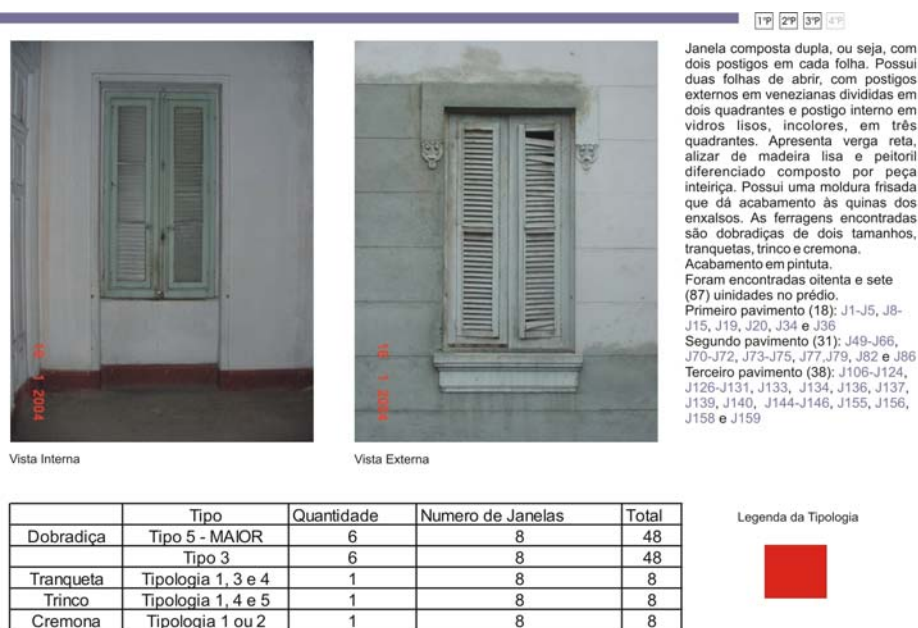 1ºP 2ºP 3ºP 4ºP
Janela composta dupla, ou seja, com
dois postigos em cada folha. Possui
duas folhas de abrir, com postigos
externos em venezianas divididas em
dois quadrantes e postigo interno em
vidros lisos, incolores, em três
quadrantes. Apresenta verga reta,
alizar de madeira lisa e peitoril
diferenciado composto por peça
inteiriça. Possui uma moldura frisada
que dá acabamento às quinas dos
enxalsos. As ferragens encontradas
são dobradiças de dois tamanhos,
tranquetas, trinco e cremona.
Acabamento em pintuta.
Foram encontradas oitenta e sete
(87) uinidades no prédio.
Primeiro pavimento (18): J1-J5, J8-
J15, J19, J20, J34 e J36
Segundo pavimento (31): J49-J66,
J70-J72, J73-J75, J77,J79, J82 e J86
Terceiro pavimento (38): J106-J124,
J126-J131, J133, J134, J136, J137,
J139, J140, J144-J146, J155, J156,
J158 e J159
16 1 2004
16 1 2004
Vista Interna
Vista Externa
Tipo Quantidade Numero de Janelas Total
Dobradiça Tipo 5 - MAIOR 6 8 48
Tipo 3 6 8 48
Tranqueta Tipologia 1, 3 e 4 1 8 8
Trinco Tipologia 1, 4 e 5 1 8 8
Cremona Tipologia 1 ou 2 1 8 8
Legenda da Tipologia